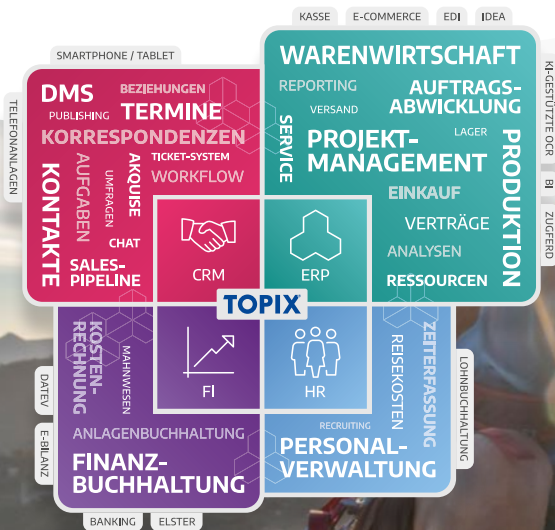 KASSE
E-COMMERCE
EDI
IDEA
SMARTPHONE / TABLET
TELEFONANLAGEN
DMS
BEZIEHUNGEN
PUBLISHING
TERMINE
KORRESPONDENZEN
KONTAKTE
AUFGABEN
UMFRAGEN
AKQUISE
TICKET-SYSTEM
WORKFLOW
CHAT
SALES-
PIPELINE
CRM
WARENWIRTSCHAFT
REPORTING
AUFTRAGS-
ABWICKLUNG
VERSAND
SERVICE
LAGER
PROJEKT-
MANAGEMENT
PRODUKTION
EINKAUF
VERTRÄGE
ANALYSEN
RESSOURCEN
ERP
KI-GESTÜTZTE OCR
BI
ZUGFERD
TOPIX®
KOSTEN-
RECHNUNG
MAHNWESEN
FI
ANLAGENBUCHHALTUNG
FINANZ-
BUCHHALTUNG
DATEV
E-BILANZ
BANKING
ELSTER
HR
REISEKOSTEN
ZEITERFASSUNG
RECRUITING
PERSONAL-
VERWALTUNG
LOHNBUCHHALTUNG